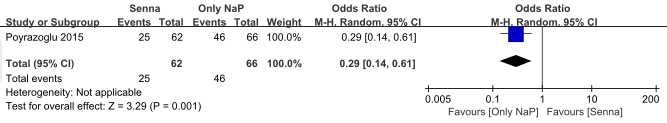 Senna Only NaP Odds Ratio Odds Ratio
Study or Subgroup Events Total Events Total Weight M-H. Random. 95% CI M-H. Random. 95% CI
Poyrazoglu 2015 25 62 46 66 100.0% 0.29 [0.14, 0.61]
Total (95% CI) 62 66 100.0% 0.29 [0.14, 0.61]
Total events 25 46
Heterogeneity: Not applicable
Test for overall effect: Z = 3.29 (P = 0.001)
0.005 0.1 1 10 200
Favours [Only NaP] Favours [Senna]